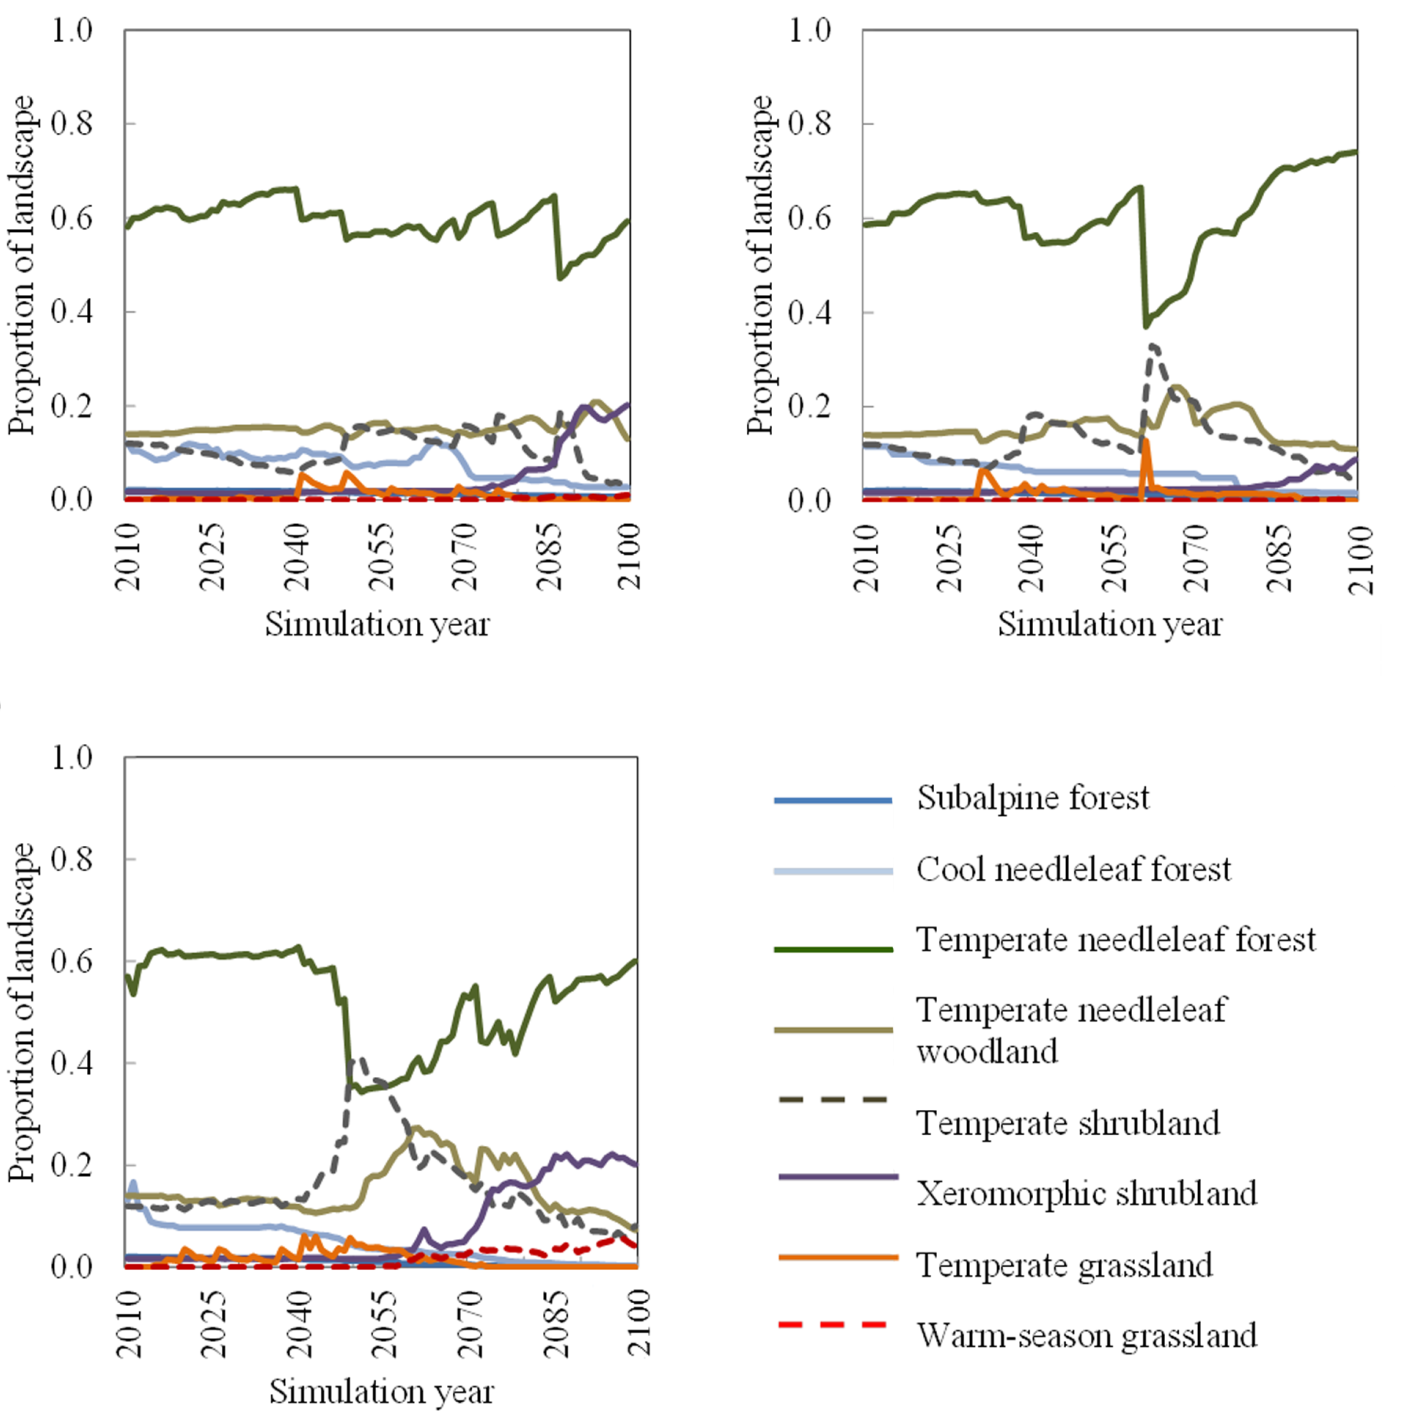 1.0
0.8
0.6
0.4
0.2
0.0
Proportion of landscape
2010 2025 2040 2055 2070 2085 2100
Simulation year
1.0
0.8
0.6
0.4
0.2
0.0
Proportion of landscape
2010 2025 2040 2055 2070 2085 2100
Simulation year
1.0
0.8
0.6
0.4
0.2
0.0
Proportion of landscape
2010 2025 2040 2055 2070 2085 2100
Simulation year
Subalpine forest
Cool needleleaf forest
Temperate needleleaf forest
Temperate needleleaf
woodland
Temperate shrubland
Xeromorphic shrubland
Temperate grassland
Warm-season grassland